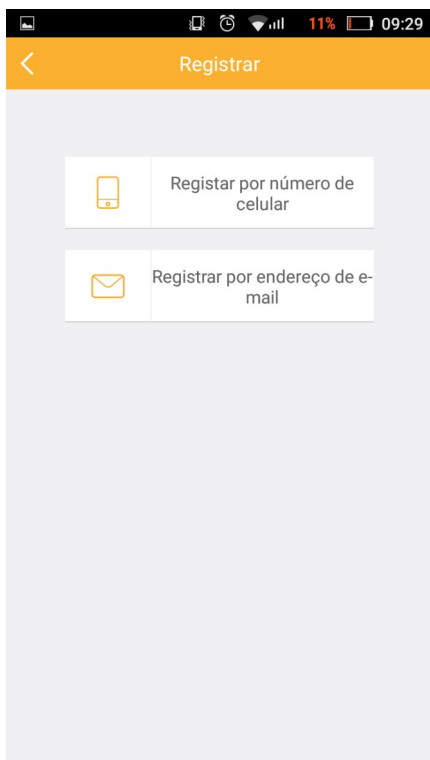 11% 09:29
Registrar
Registar por número de
celular
Registrar por endereço de e-
mail